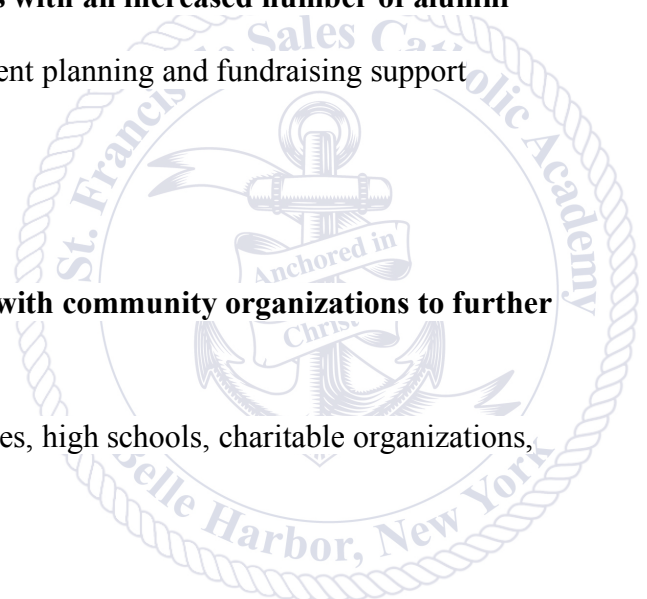 s with an increased number of alumni
ent planning and fundraising support
with community organizations to further
es, high schools, charitable organizations,
St. Francis de Sales Catholic Academy
Anchored in
Christ
Belle Harbor, New York